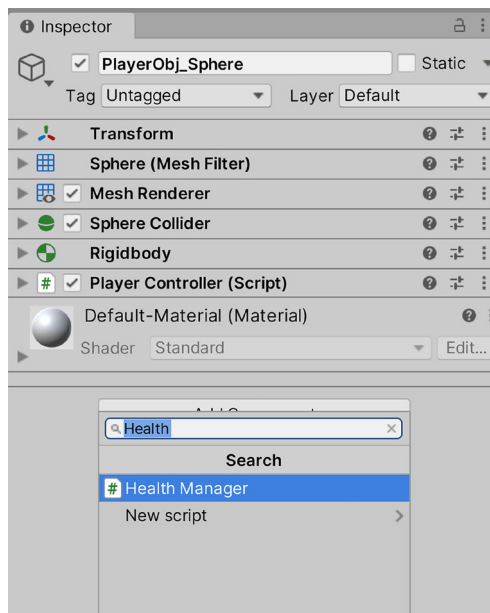 Inspector
PlayerObj_Sphere Static
Tag Untagged Layer Default
Transform
Sphere (Mesh Filter)
Mesh Renderer
Sphere Collider
Rigidbody
# Player Controller (Script)
Default-Material (Material)
Shader Standard Edit...
Health
Search
# Health Manager
New script